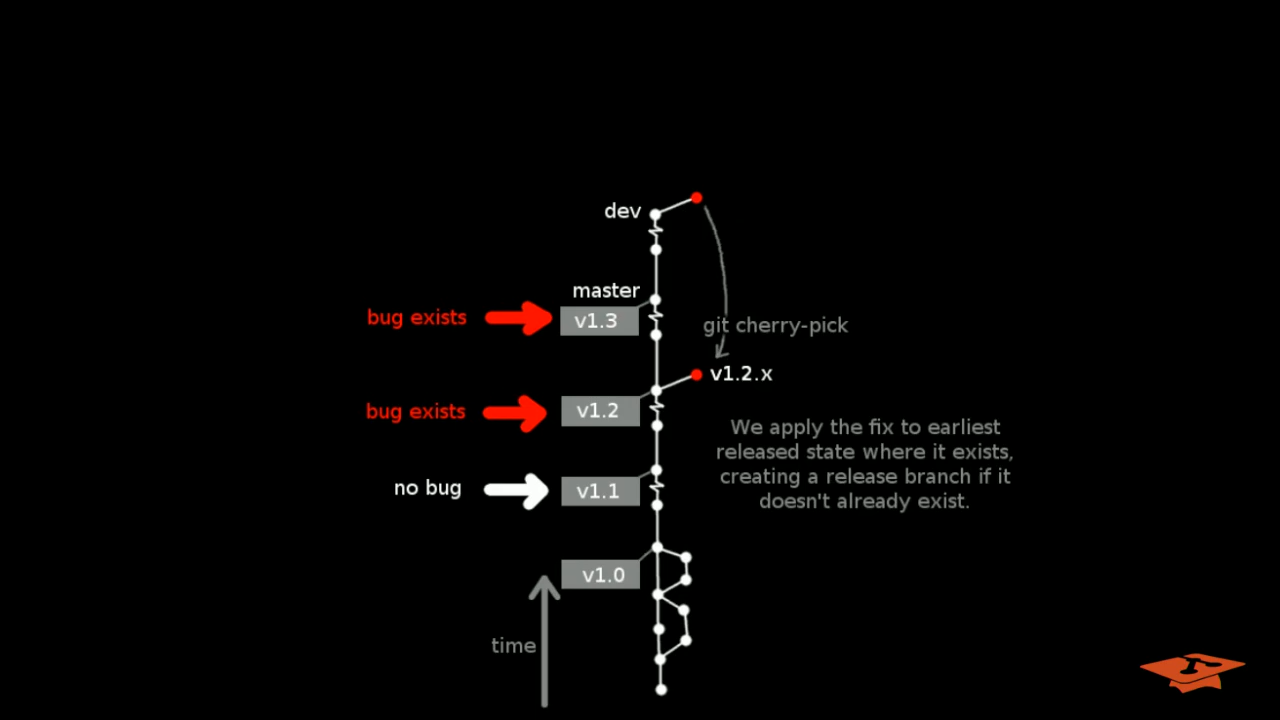 dev
master
bug exists
v1.3
git cherry-pick
v1.2.x
bug exists
v1.2
We apply the fix to earliest
released state where it exists,
creating a release branch if it
doesn't already exist.
no bug
v1.1
v1.0
time